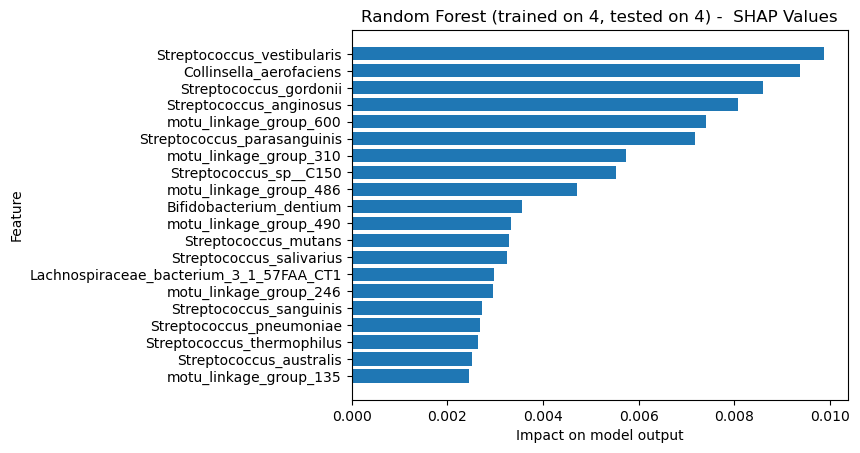 Random Forest (trained on 4, tested on 4) -  SHAP Values
Feature
Streptococcus_vestibularis
Collinsella_aerofaciens
Streptococcus_gordonii
Streptococcus_anginosus
motu_linkage_group_600
Streptococcus_parasanguinis
motu_linkage_group_310
Streptococcus_sp__C150
motu_linkage_group_486
Bifidobacterium_dentium
motu_linkage_group_490
Streptococcus_mutans
Streptococcus_salivarius
Lachnospiraceae_bacterium_3_1_57FAA_CT1
motu_linkage_group_246
Streptococcus_sanguinis
Streptococcus_pneumoniae
Streptococcus_thermophilus
Streptococcus_australis
motu_linkage_group_135
0.000 0.002 0.004 0.006 0.008 0.010
Impact on model output